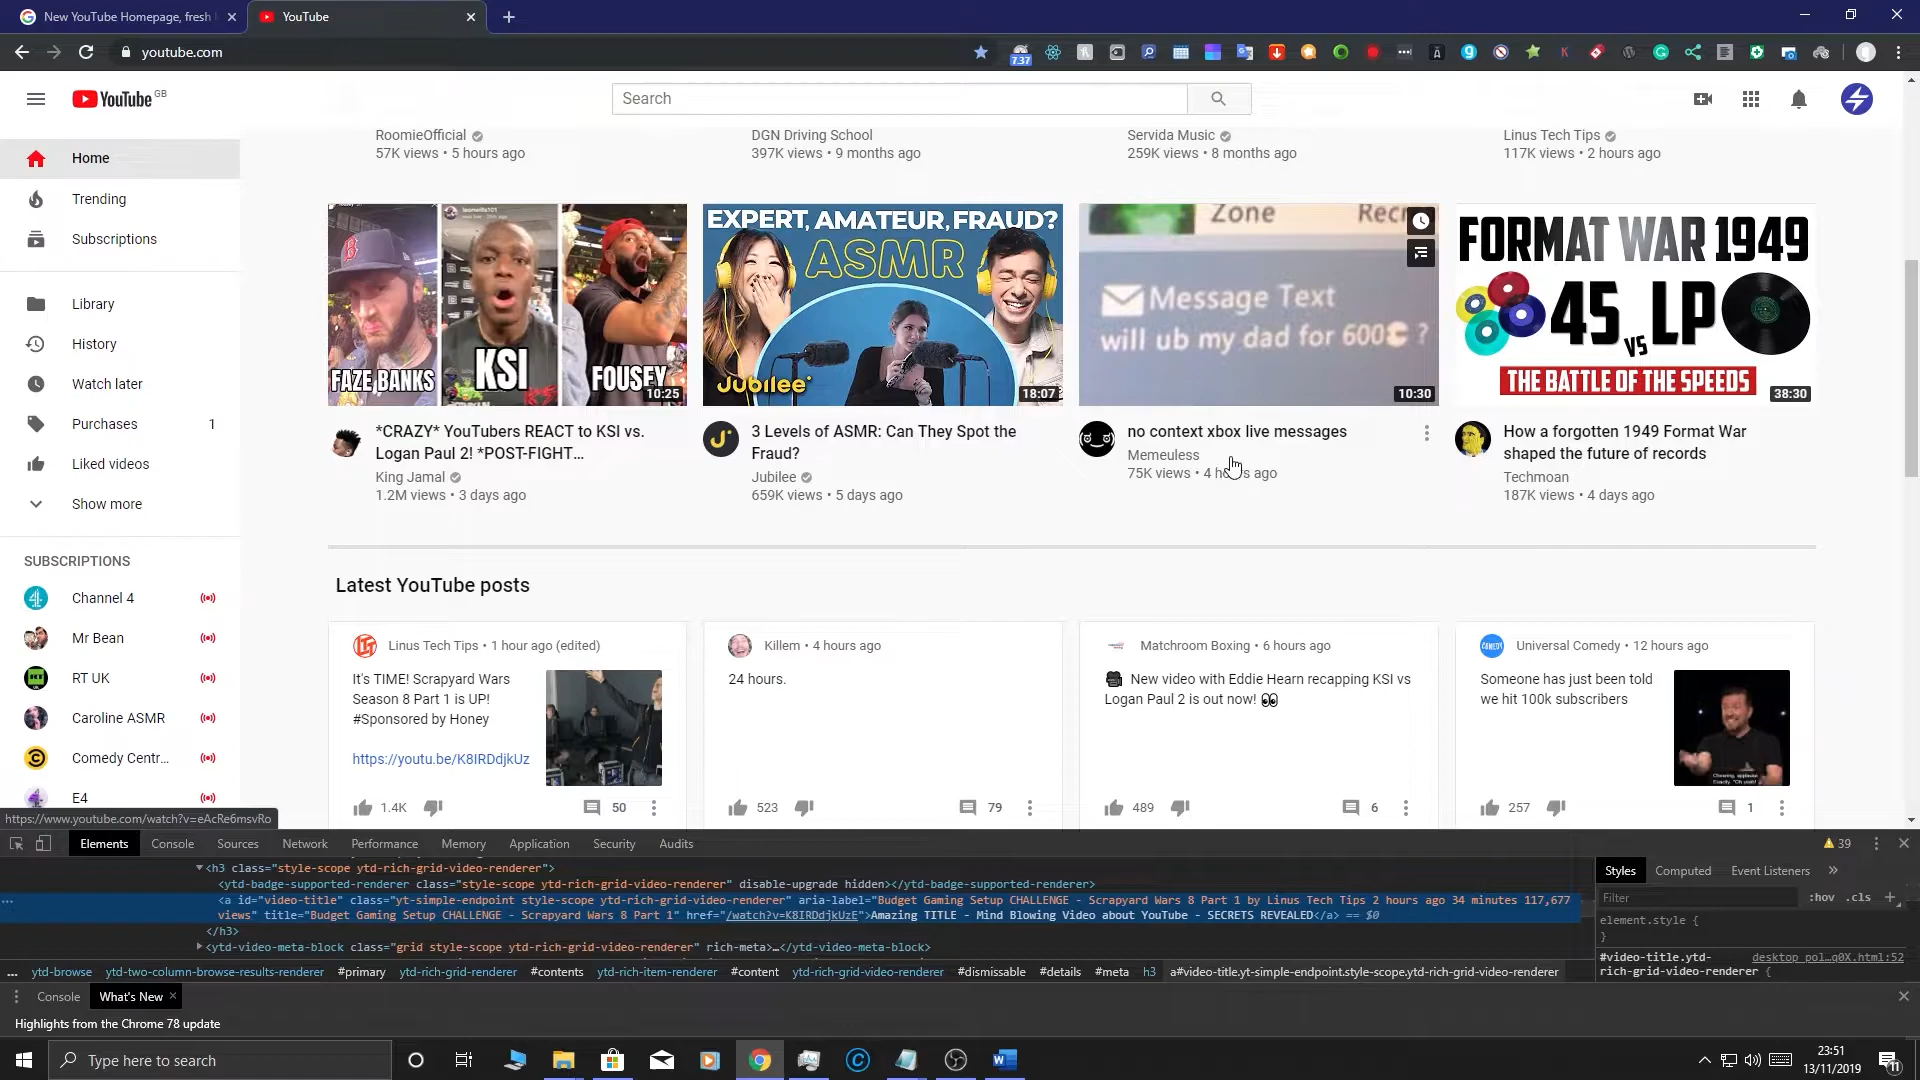 New YouTube Homepage, fresh
YouTube
youtube.com
7.37
YouTube GB
Search
Home
Trending
Subscriptions
Library
History
Watch later
Purchases 1
Liked videos
Show more
SUBSCRIPTIONS
Channel 4
Mr Bean
RT UK
Caroline ASMR
Comedy Centr...
E4
RoomieOfficial
57K views • 5 hours ago
DGN Driving School
397K views • 9 months ago
Servida Music
259K views • 8 months ago
Linus Tech Tips
117K views • 2 hours ago
FAZE BANKS
KSI
FOUSEY
10:25
EXPERT, AMATEUR, FRAUD?
ASMR
Jubilee
18:07
Zone Recr
Message Text
will ub my dad for 600 ?
10:30
FORMAT WAR 1949
45 VS LP
THE BATTLE OF THE SPEEDS
38:30
*CRAZY* YouTubers REACT to KSI vs.
Logan Paul 2! *POST-FIGHT...
King Jamal
1.2M views • 3 days ago
3 Levels of ASMR: Can They Spot the
Fraud?
Jubilee
659K views • 5 days ago
no context xbox live messages
Memeuless
75K views • 4 hours ago
How a forgotten 1949 Format War
shaped the future of records
Techmoan
187K views • 4 days ago
Latest YouTube posts
Linus Tech Tips • 1 hour ago (edited)
It's TIME! Scrapyard Wars
Season 8 Part 1 is UP!
#Sponsored by Honey
https://youtu.be/K8IRDdjkUz
1.4K 50
Killem • 4 hours ago
24 hours.
523 79
Matchroom Boxing • 6 hours ago
New video with Eddie Hearn recapping KSI vs
Logan Paul 2 is out now!
489 6
Universal Comedy • 12 hours ago
Someone has just been told
we hit 100k subscribers
257 1
https://www.youtube.com/watch?v=eAcRe6msvRo
Elements Console Sources Network Performance Memory Application Security Audits 39
<h3 class="style-scope ytd-rich-grid-video-renderer">
<ytd-badge-supported-renderer class="style-scope ytd-rich-grid-video-renderer" disable-upgrade hidden></ytd-badge-supported-renderer>
<a id="video-title" class="yt-simple-endpoint style-scope ytd-rich-grid-video-renderer" aria-label="Budget Gaming Setup CHALLENGE - Scrapyard Wars 8 Part 1 by Linus Tech Tips 2 hours ago 34 minutes 117,677
views" title="Budget Gaming Setup CHALLENGE - Scrapyard Wars 8 Part 1" href="/watch?v=K8IRDdjkUzE">Amazing TITLE - Mind Blowing Video about YouTube - SECRETS REVEALED</a> == $0
</h3>
<ytd-video-meta-block class="grid style-scope ytd-rich-grid-video-renderer" rich-meta>…</ytd-video-meta-block>
... ytd-browse ytd-two-column-browse-results-renderer #primary ytd-rich-grid-renderer #contents ytd-rich-item-renderer #content ytd-rich-grid-video-renderer #dismissable #details #meta h3 a#video-title.yt-simple-endpoint.style-scope.ytd-rich-grid-video-renderer
Styles Computed Event Listeners »
Filter :hov .cls +
element.style {
}
#video-title.ytd- desktop_pol…q0X.html:52
rich-grid-video-renderer {
Console What's New
Highlights from the Chrome 78 update
Type here to search
23:51
13/11/2019
11